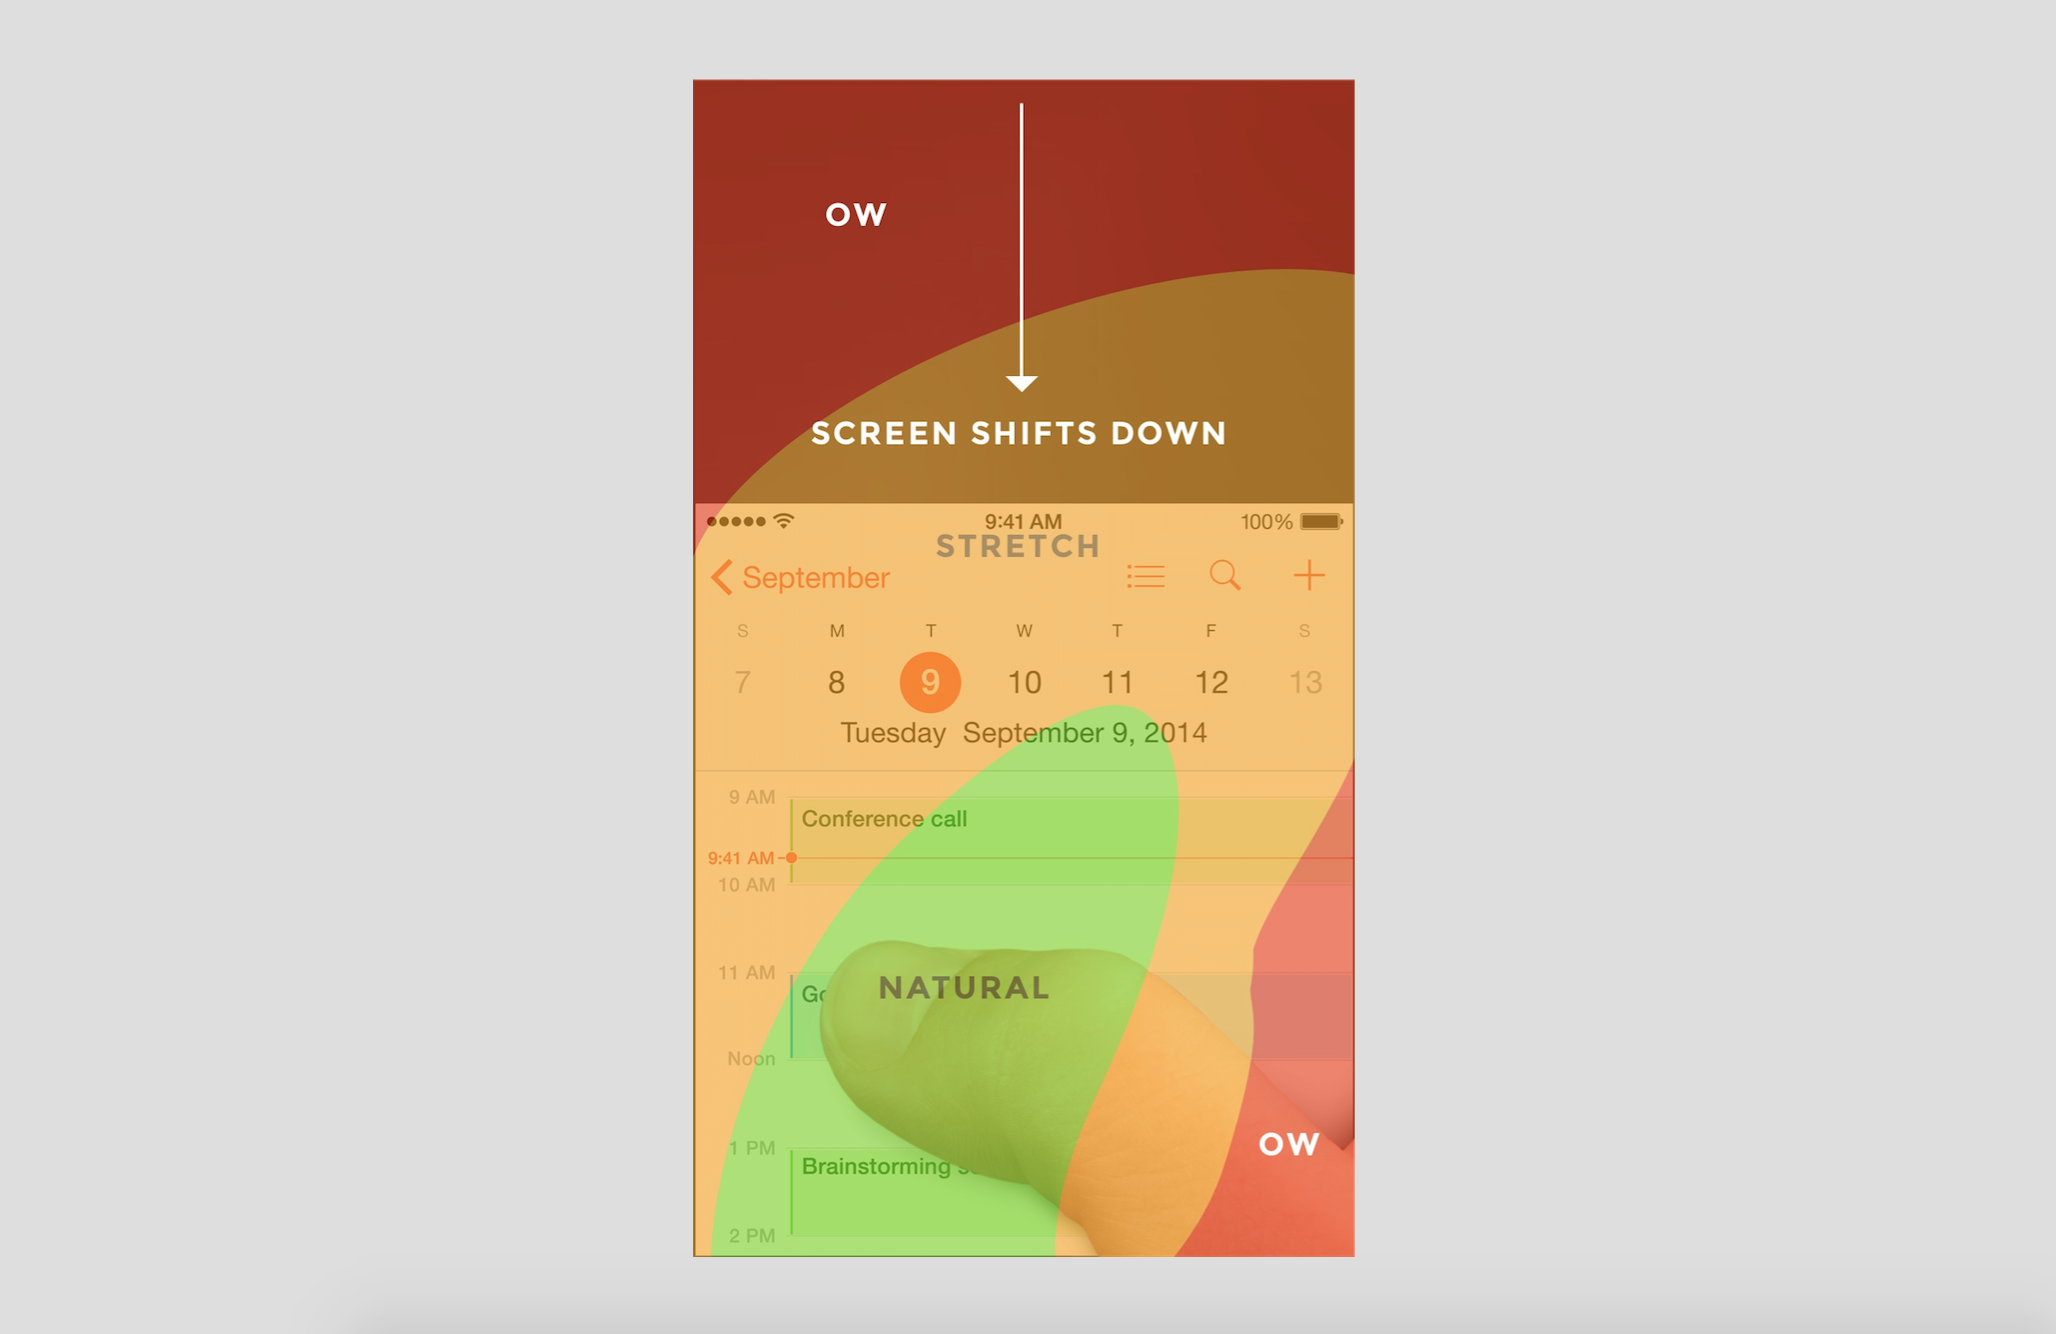 OW
SCREEN SHIFTS DOWN
9:41 AM 100%
STRETCH
September
S M T W T F S
7 8 9 10 11 12 13
Tuesday September 9, 2014
9 AM
Conference call
9:41 AM
10 AM
11 AM
Go
NATURAL
Noon
OW
1 PM
Brainstorming
2 PM